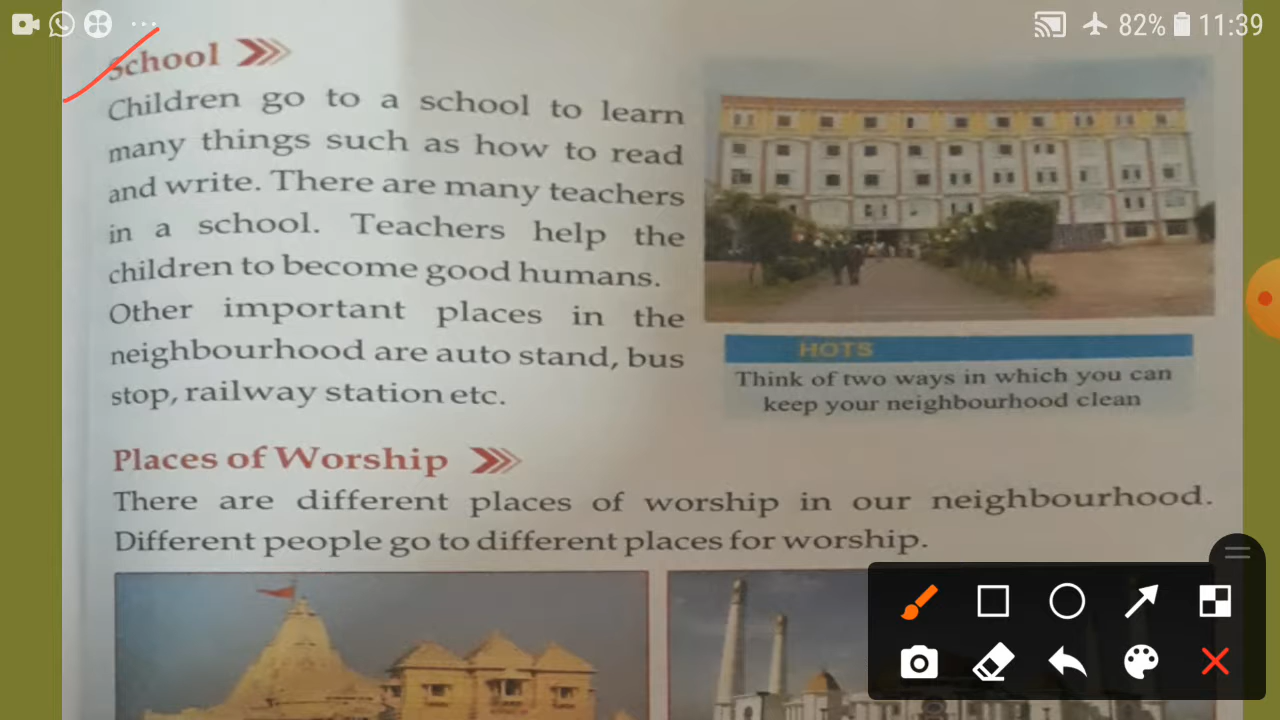 82% 11:39
School
Children go to a school to learn
many things such as how to read
and write. There are many teachers
in a school. Teachers help the
children to become good humans.
Other important places in the
neighbourhood are auto stand, bus
stop, railway station etc.
HOTS
Think of two ways in which you can
keep your neighbourhood clean
Places of Worship
There are different places of worship in our neighbourhood.
Different people go to different places for worship.